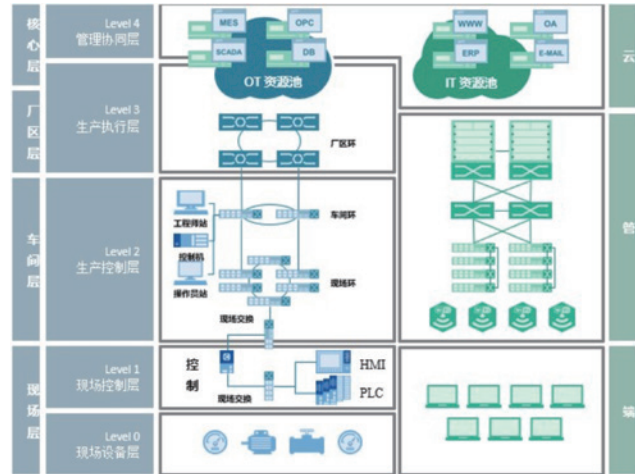 核心层
Level 4
管理协同层
MES
OPC
SCADA
DB
OT 资源池
WWW
OA
ERP
E-MAIL
IT 资源池
云
厂区层
Level 3
生产执行层
厂区环
车间层
Level 2
生产控制层
工程师站
控制机
操作员站
车间环
现场环
现场交换
管
现场层
Level 1
现场控制层
控制
现场交换
HMI
PLC
端
Level 0
现场设备层